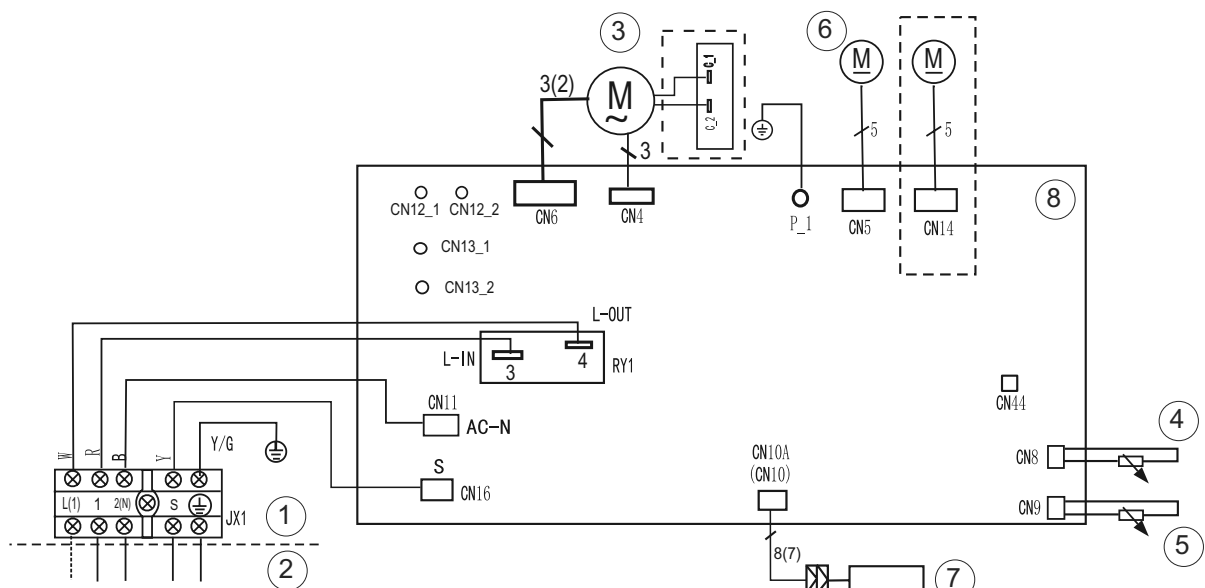 3
6
C_1
C_2
M
~
3(2)
3
M
5
M
5
8
CN12_1
CN12_2
CN6
CN4
P_1
CN5
CN14
CN13_1
CN13_2
L-OUT
L-IN
3
4
RY1
CN44
CN11
AC-N
W
R
B
Y
Y/G
S
CN16
CN10A
(CN10)
CN8
4
CN9
5
L(1)
1
2(N)
S
JX1
1
2
8(7)
7